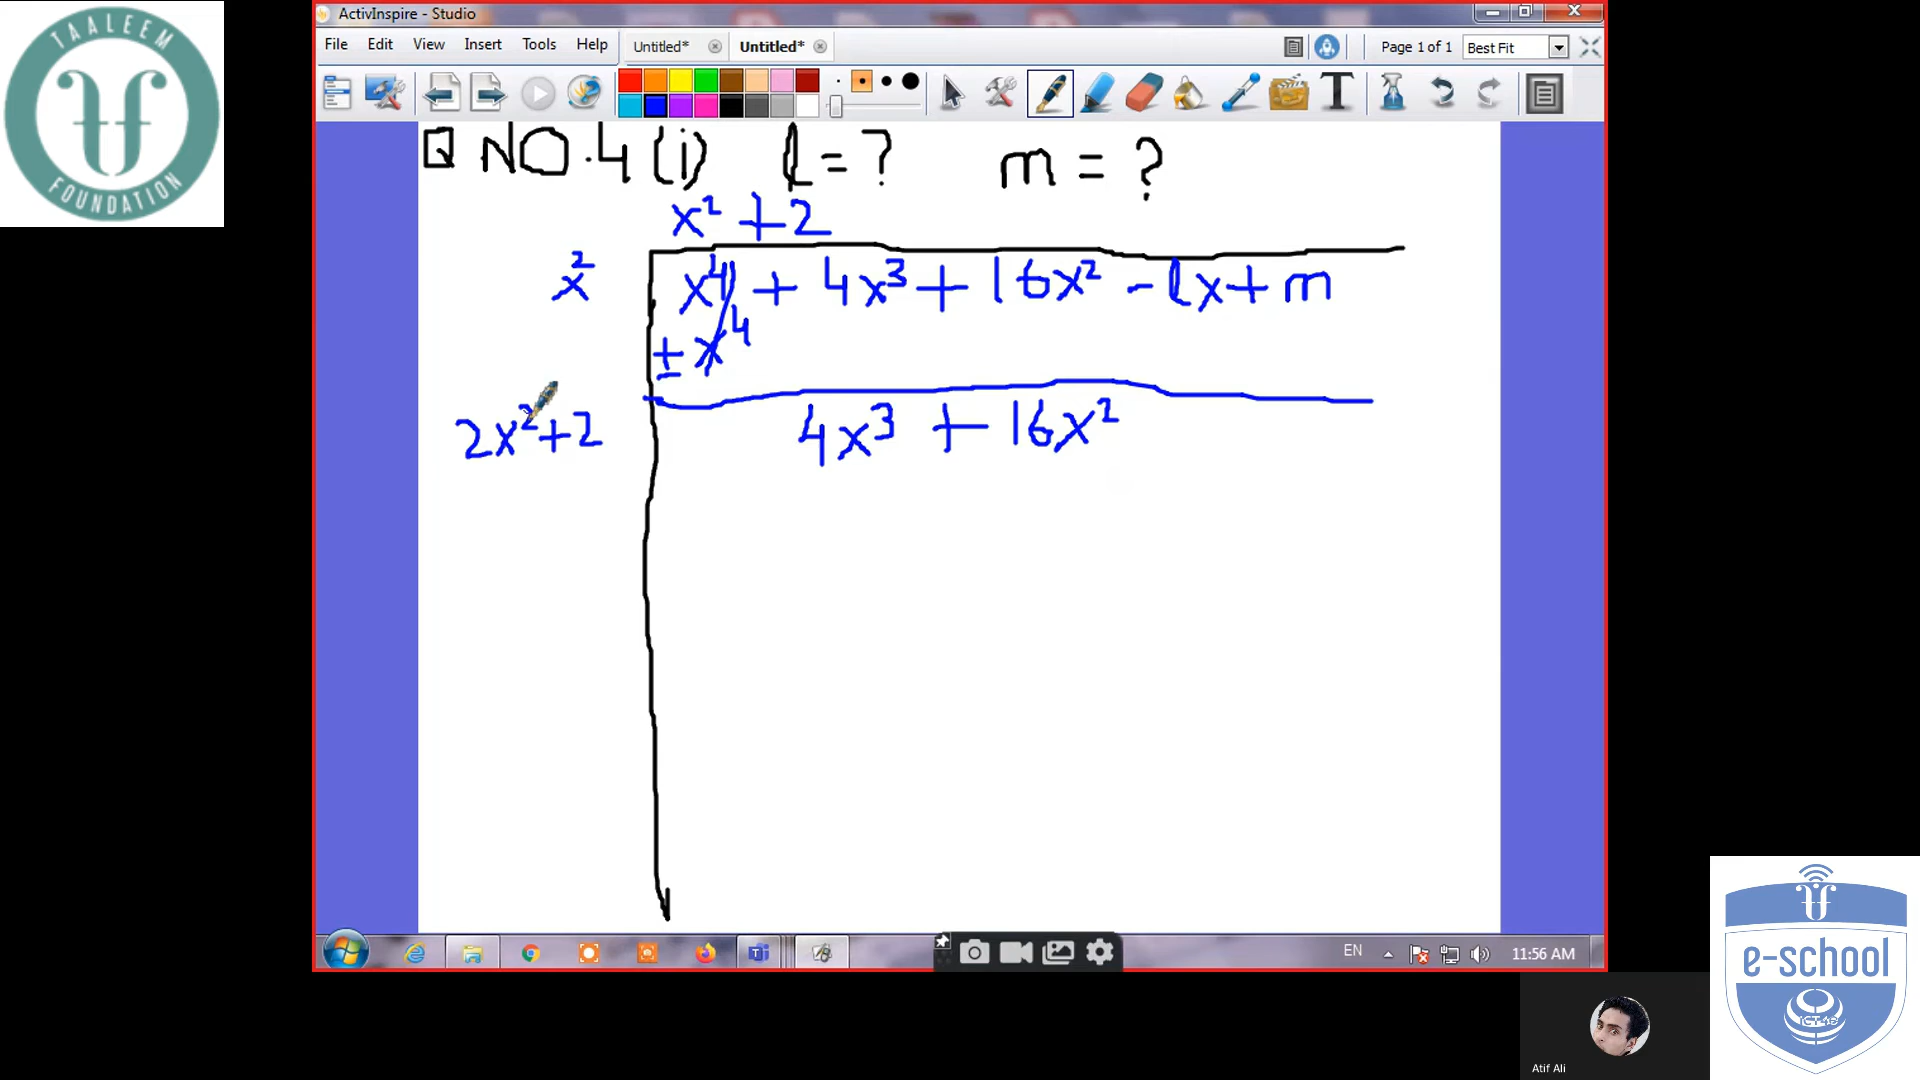 TAALEEM
FOUNDATION
ActivInspire - Studio
File Edit View Insert Tools Help Untitled* Untitled* Page 1 of 1 Best Fit
Q NO.4 (i) l = ? m = ?
x² + 2
x² x⁴ + 4x³ + 16x² - lx + m
± x⁴
2x²+2 4x³ + 16x²
EN 11:56 AM
e-school
Atif Ali